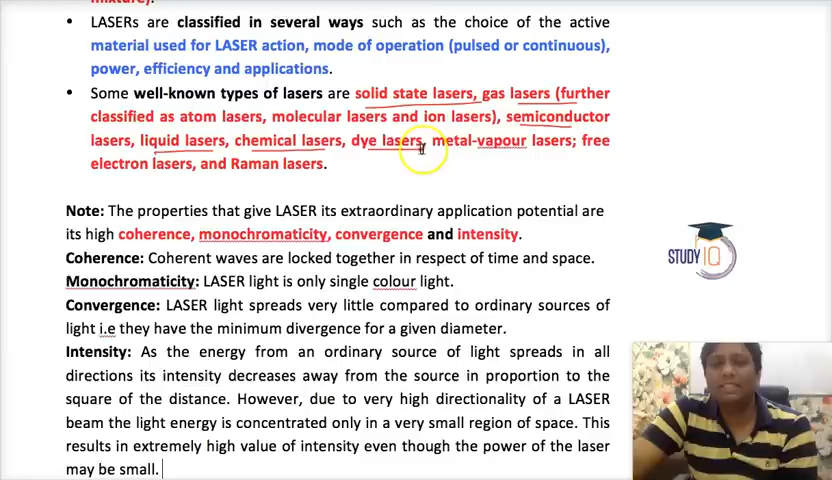 mixture).
• LASERs are classified in several ways such as the choice of the active
material used for LASER action, mode of operation (pulsed or continuous),
power, efficiency and applications.
• Some well-known types of lasers are solid state lasers, gas lasers (further
classified as atom lasers, molecular lasers and ion lasers), semiconductor
lasers, liquid lasers, chemical lasers, dye lasers, metal-vapour lasers; free
electron lasers, and Raman lasers.
Note: The properties that give LASER its extraordinary application potential are
its high coherence, monochromaticity, convergence and intensity.
Coherence: Coherent waves are locked together in respect of time and space.
Monochromaticity: LASER light is only single colour light.
Convergence: LASER light spreads very little compared to ordinary sources of
light i.e they have the minimum divergence for a given diameter.
Intensity: As the energy from an ordinary source of light spreads in all
directions its intensity decreases away from the source in proportion to the
square of the distance. However, due to very high directionality of a LASER
beam the light energy is concentrated only in a very small region of space. This
results in extremely high value of intensity even though the power of the laser
may be small.
STUDY IQ